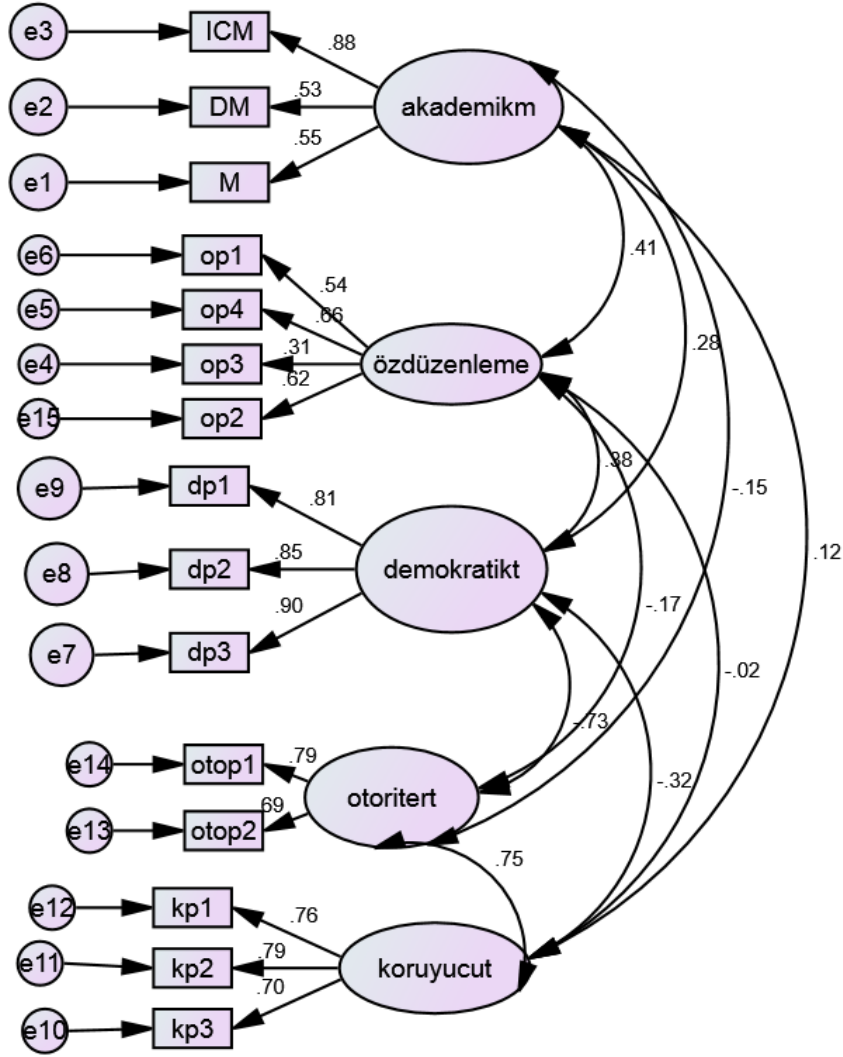 e3
ICM
.88
e2
DM
.53
akademikm
e1
M
.55
e6
op1
.54
.41
e5
op4
.66
e4
op3
.31
özdüzenleme
.28
e15
op2
.62
e9
dp1
.81
.38
-.15
e8
dp2
.85
demokratikt
.12
e7
dp3
.90
-.17
-.02
-.73
e14
otop1
.79
otoritert
-.32
e13
otop2
.69
.75
e12
kp1
.76
e11
kp2
.79
koruyucut
e10
kp3
.70